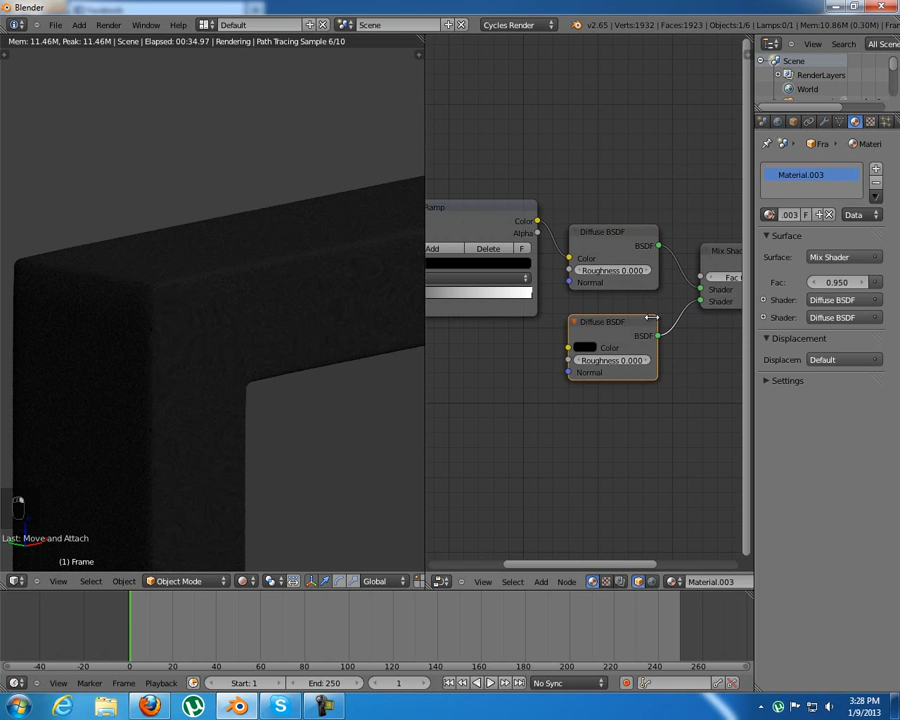 Blender
File Add Render Window Help Default Scene Cycles Render v2.65 | Verts:1932 | Faces:1923 | Objects:1/6 | Lamps:0/1 | Mem:10.86M (0.30M) | Frame
Mem: 11.46M, Peak: 11.46M | Scene | Elapsed: 00:34.97 | Rendering | Path Tracing Sample 6/10
View Search All Scen
Scene
RenderLayers
World
Fra Materi
Material.003
.003 F Data
Surface
Surface: Mix Shader
Fac: 0.950
Shader: Diffuse BSDF
Shader: Diffuse BSDF
Displacement
Displacem Default
Settings
Ramp
Color
Alpha
Add Delete F
Diffuse BSDF
BSDF
Color
Roughness 0.000
Normal
Diffuse BSDF
BSDF
Color
Roughness 0.000
Normal
Mix Shad
Fac
Shader
Shader
Last: Move and Attach
(1) Frame
View Select Object Object Mode Global
View Select Add Node Material.003
-40 -20 0 20 40 60 80 100 120 140 160 180 200 220 240 260
View Marker Frame Playback Start: 1 End: 250 1 No Sync
3:28 PM
1/9/2013